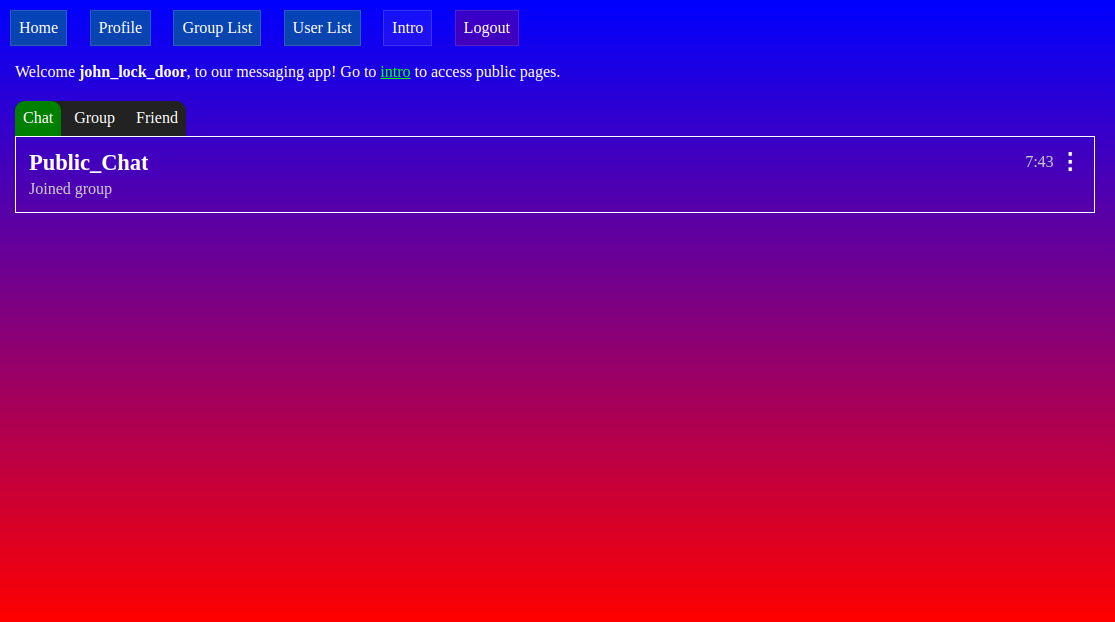 Home Profile Group List User List Intro Logout
Welcome john_lock_door, to our messaging app! Go to intro to access public pages.
Chat Group Friend
Public_Chat 7:43
Joined group